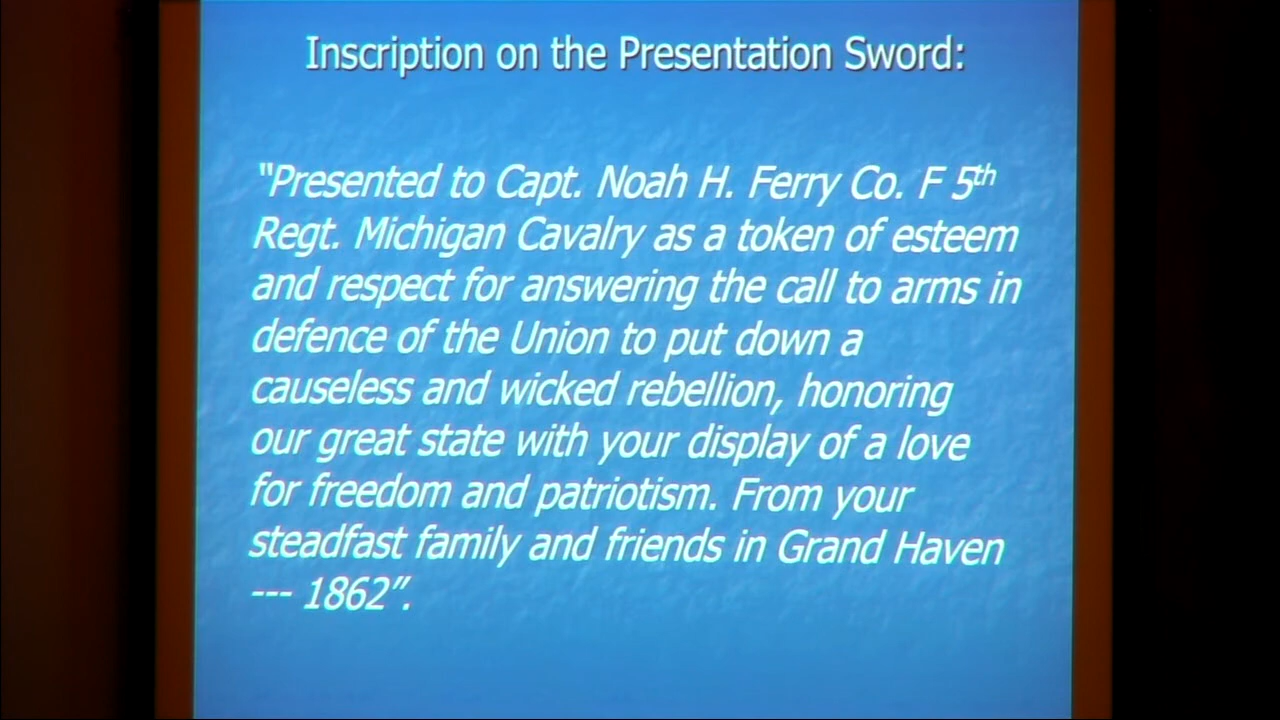 Inscription on the Presentation Sword:
“Presented to Capt. Noah H. Ferry Co. F 5th
Regt. Michigan Cavalry as a token of esteem
and respect for answering the call to arms in
defence of the Union to put down a
causeless and wicked rebellion, honoring
our great state with your display of a love
for freedom and patriotism. From your
steadfast family and friends in Grand Haven
--- 1862”.